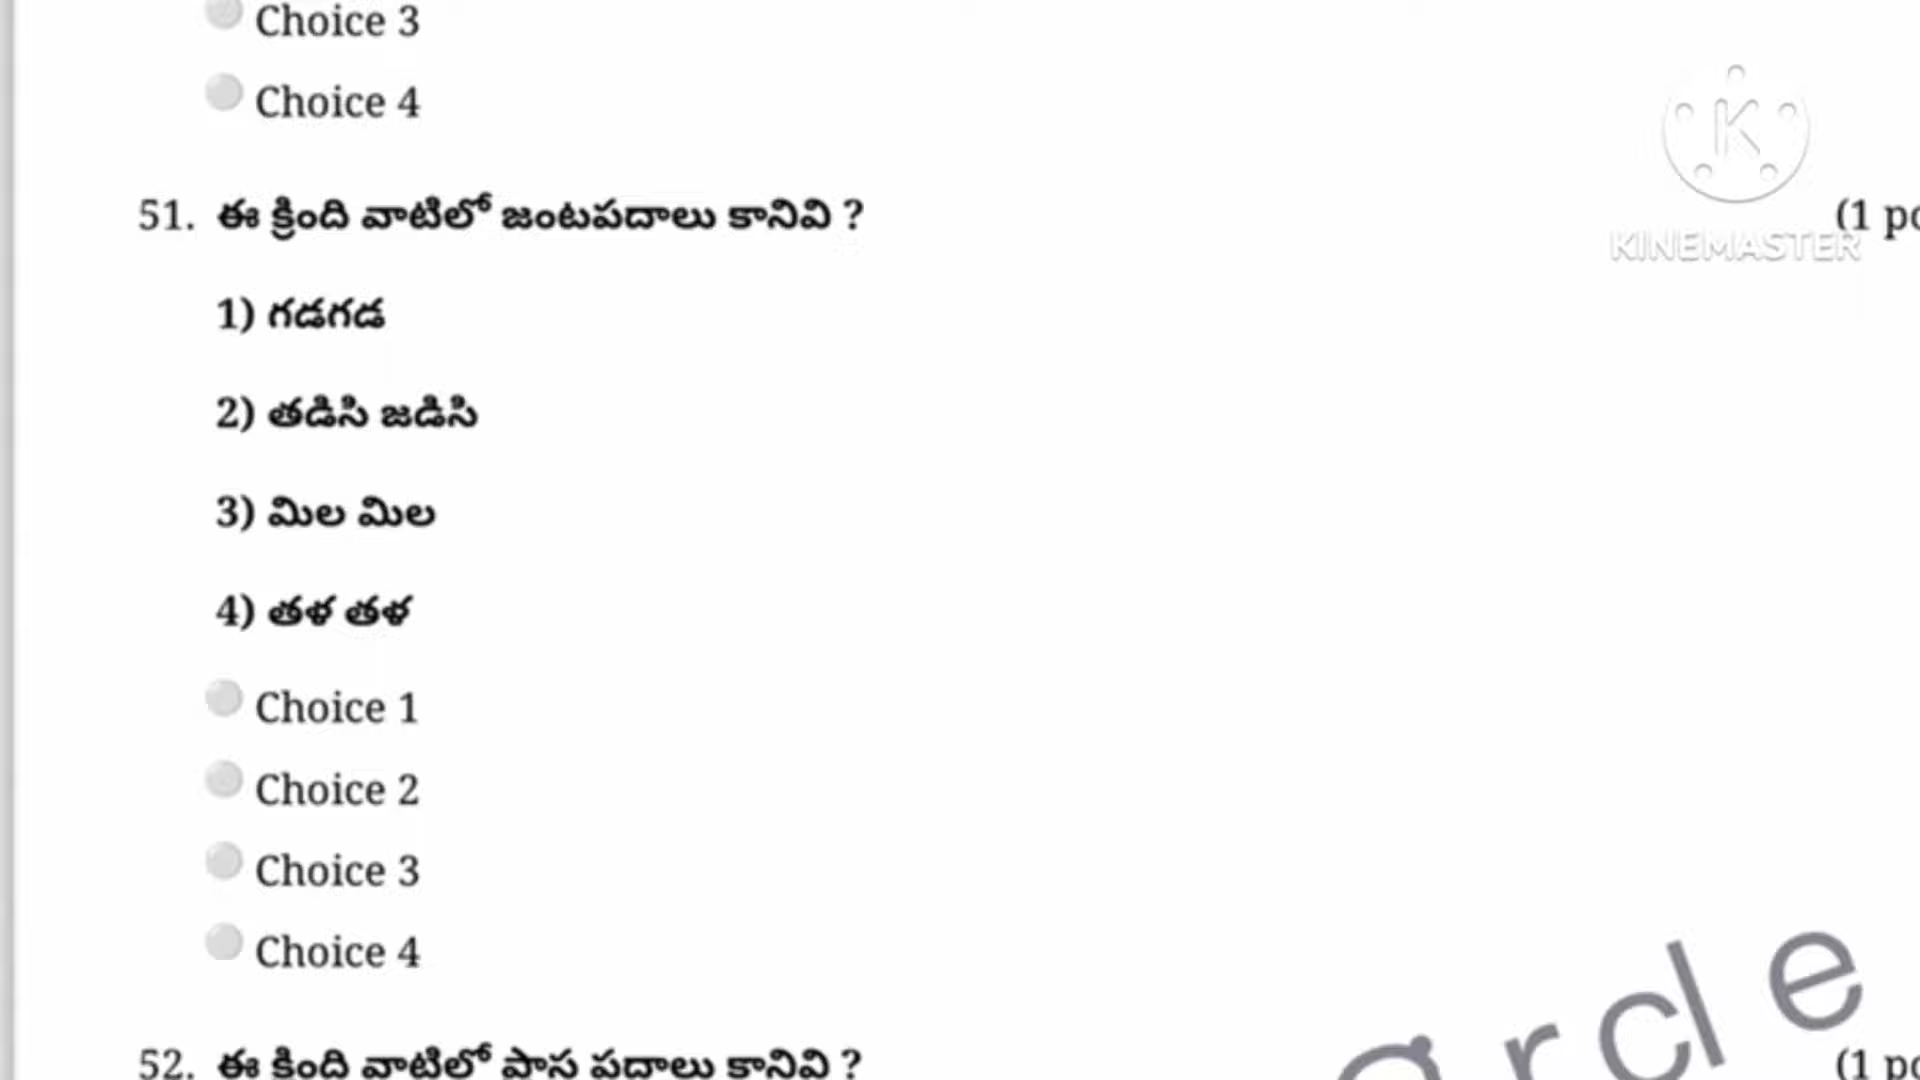 Choice 3
Choice 4
51. ఈ క్రింది వాటిలో జంటపదాలు కానివి ? (1 po
KINEMASTER
1) గడగడ
2) తడిసి జడిసి
3) మిల మిల
4) తళ తళ
Choice 1
Choice 2
Choice 3
Choice 4
arcle
52. ఈ కింది వాటిలో ప్రాస పదాలు కానివి ? (1 po